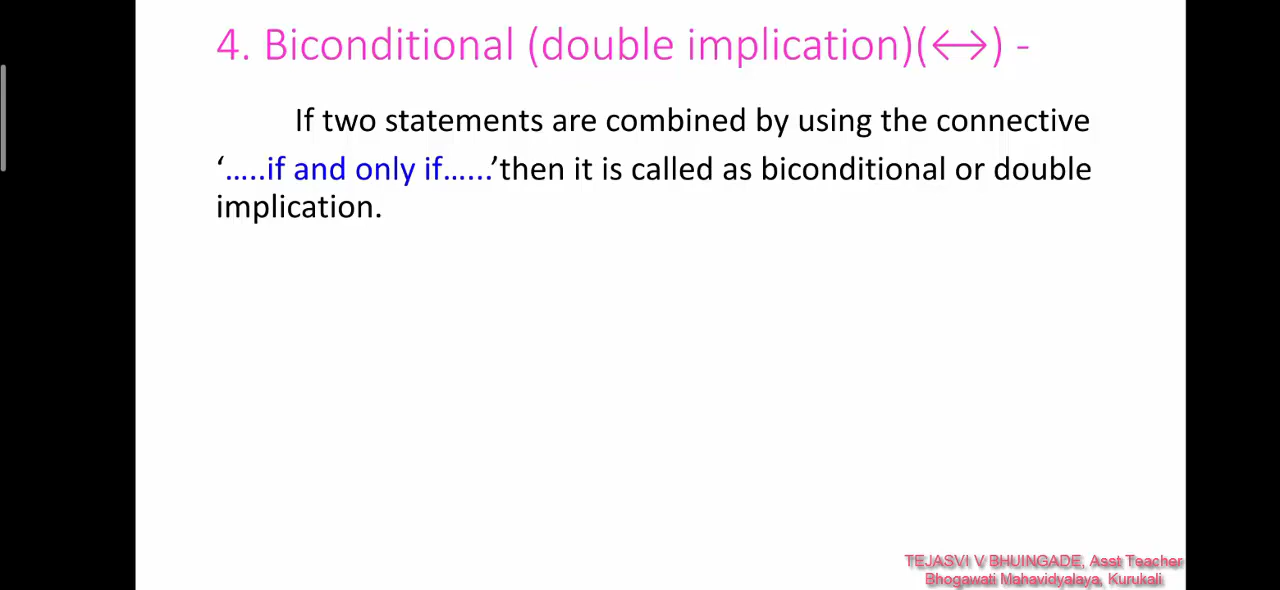 4. Biconditional (double implication)(↔) -
If two statements are combined by using the connective
‘.....if and only if......’then it is called as biconditional or double
implication.
TEJASVI V BHUINGADE, Asst Teacher
Bhogawati Mahavidyalaya, Kurukali